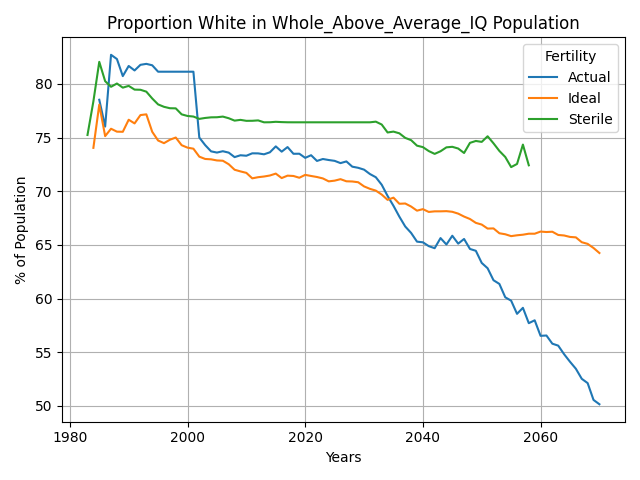 Proportion White in Whole_Above_Average_IQ Population
Fertility
Actual
Ideal
Sterile
% of Population
80
75
70
65
60
55
50
1980
2000
2020
2040
2060
Years